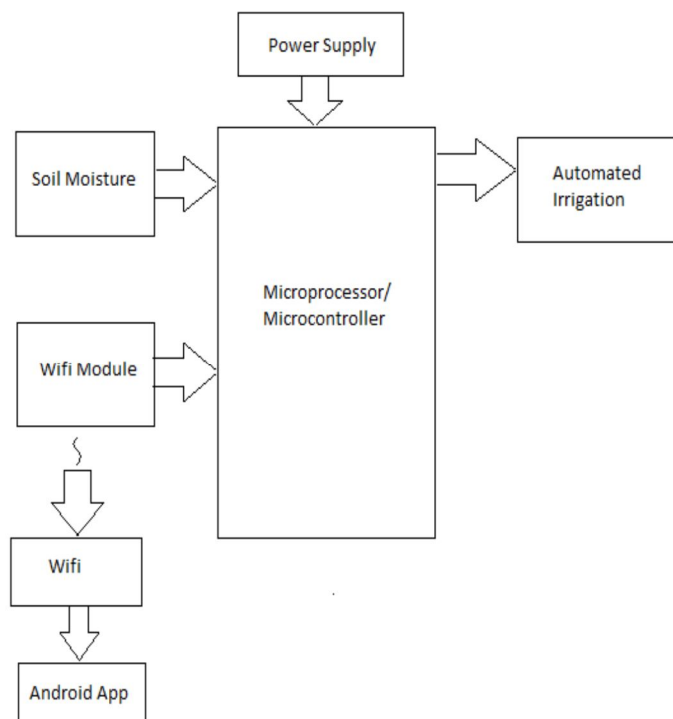 Power Supply
Soil Moisture
Automated
Irrigation
Microprocessor/
Microcontroller
Wifi Module
Wifi
Android App